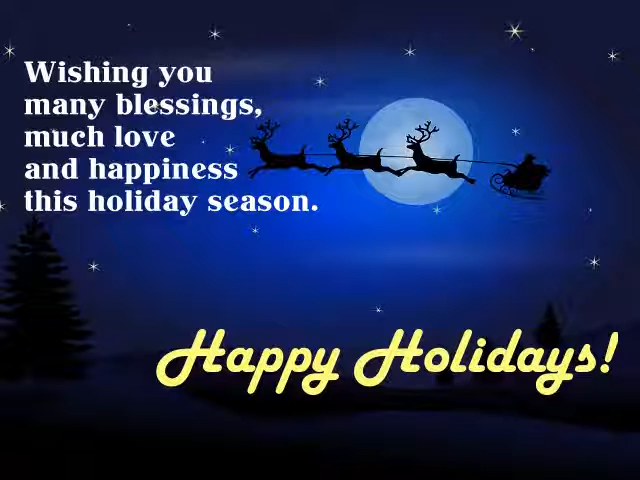 Wishing you
many blessings,
much love
and happiness
this holiday season.
Happy Holidays!